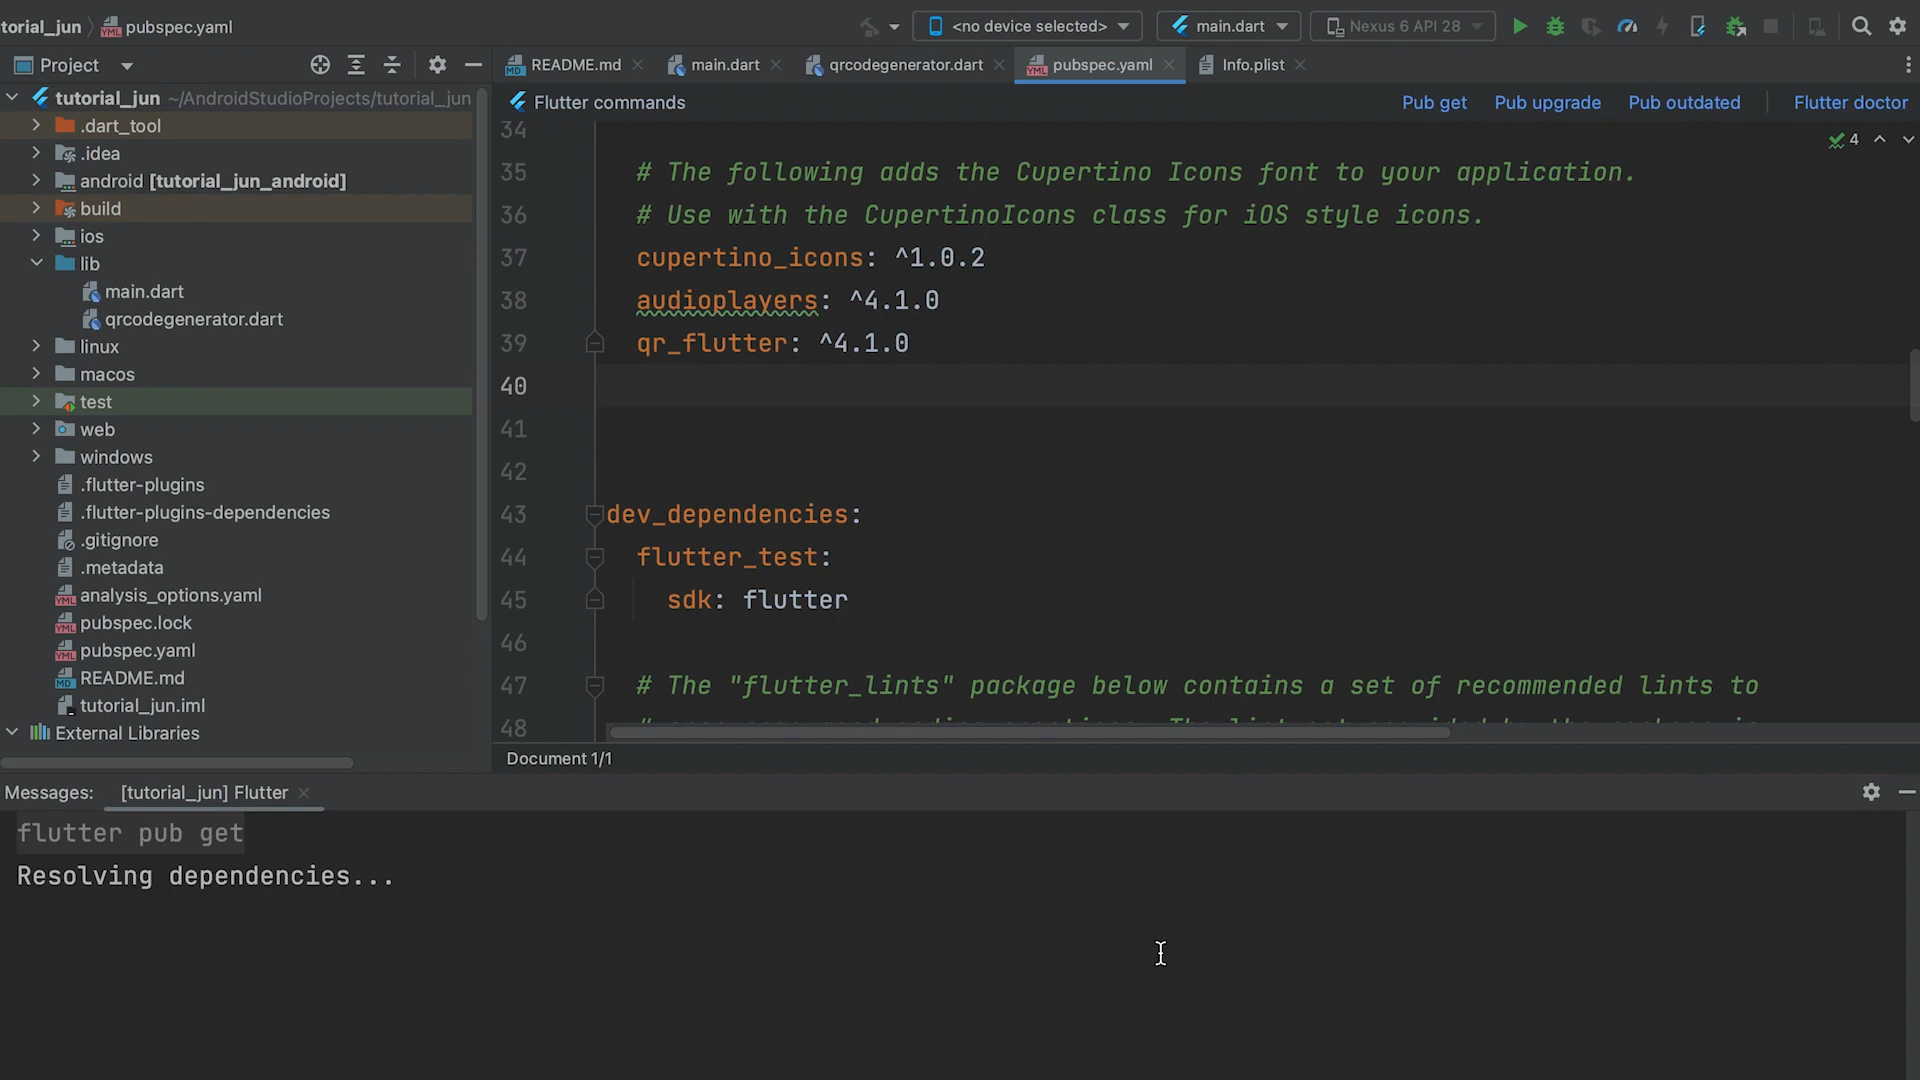 torial_jun
pubspec.yaml
<no device selected>
main.dart
Nexus 6 API 28
Project
README.md
main.dart
qrcodegenerator.dart
pubspec.yaml
Info.plist
tutorial_jun ~/AndroidStudioProjects/tutorial_jun
.dart_tool
.idea
android [tutorial_jun_android]
build
ios
lib
main.dart
qrcodegenerator.dart
linux
macos
test
web
windows
.flutter-plugins
.flutter-plugins-dependencies
.gitignore
.metadata
analysis_options.yaml
pubspec.lock
pubspec.yaml
README.md
tutorial_jun.iml
External Libraries
Flutter commands
Pub get
Pub upgrade
Pub outdated
Flutter doctor
4
34
35 # The following adds the Cupertino Icons font to your application.
36 # Use with the CupertinoIcons class for iOS style icons.
37 cupertino_icons: ^1.0.2
38 audioplayers: ^4.1.0
39 qr_flutter: ^4.1.0
40
41
42
43 dev_dependencies:
44 flutter_test:
45 sdk: flutter
46
47 # The "flutter_lints" package below contains a set of recommended lints to
48
Document 1/1
Messages:
[tutorial_jun] Flutter
flutter pub get
Resolving dependencies...